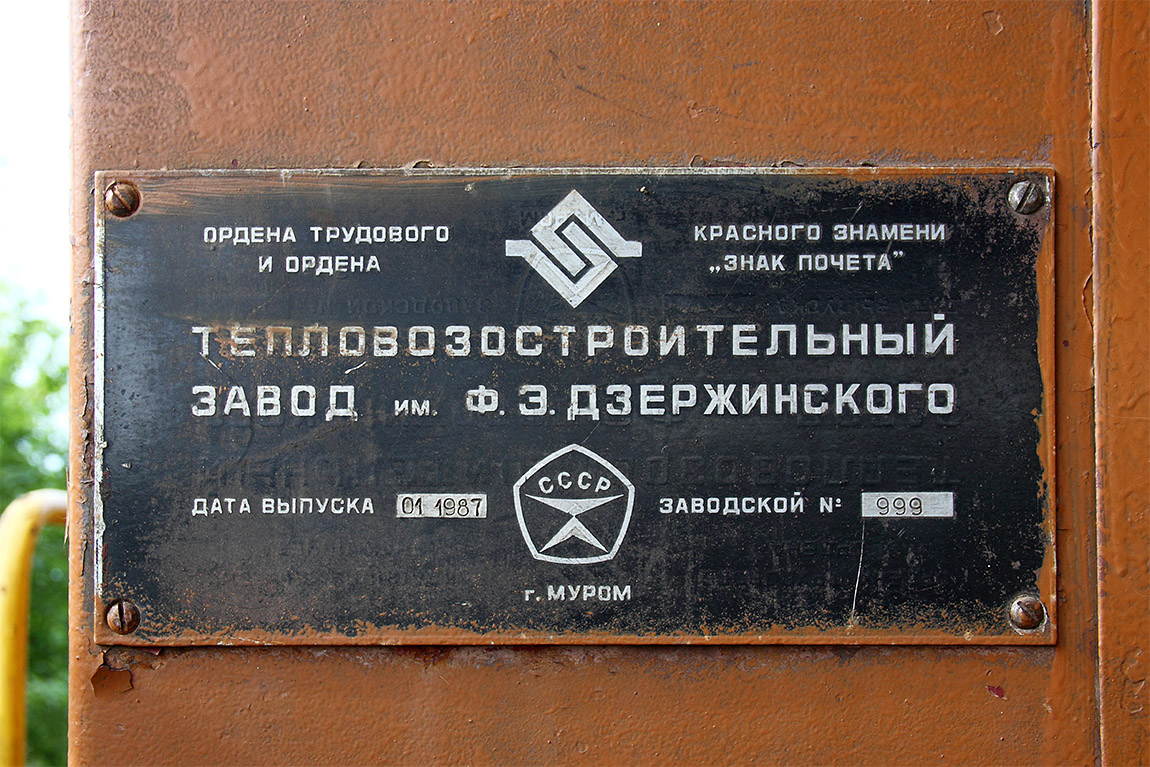 ОРДЕНА ТРУДОВОГО КРАСНОГО ЗНАМЕНИ
И ОРДЕНА „ЗНАК ПОЧЕТА"
ТЕПЛОВОЗОСТРОИТЕЛЬНЫЙ
ЗАВОД им. Ф.Э.ДЗЕРЖИНСКОГО
СССР
ДАТА ВЫПУСКА 01 1987 ЗАВОДСКОЙ № 999
г. МУРОМ